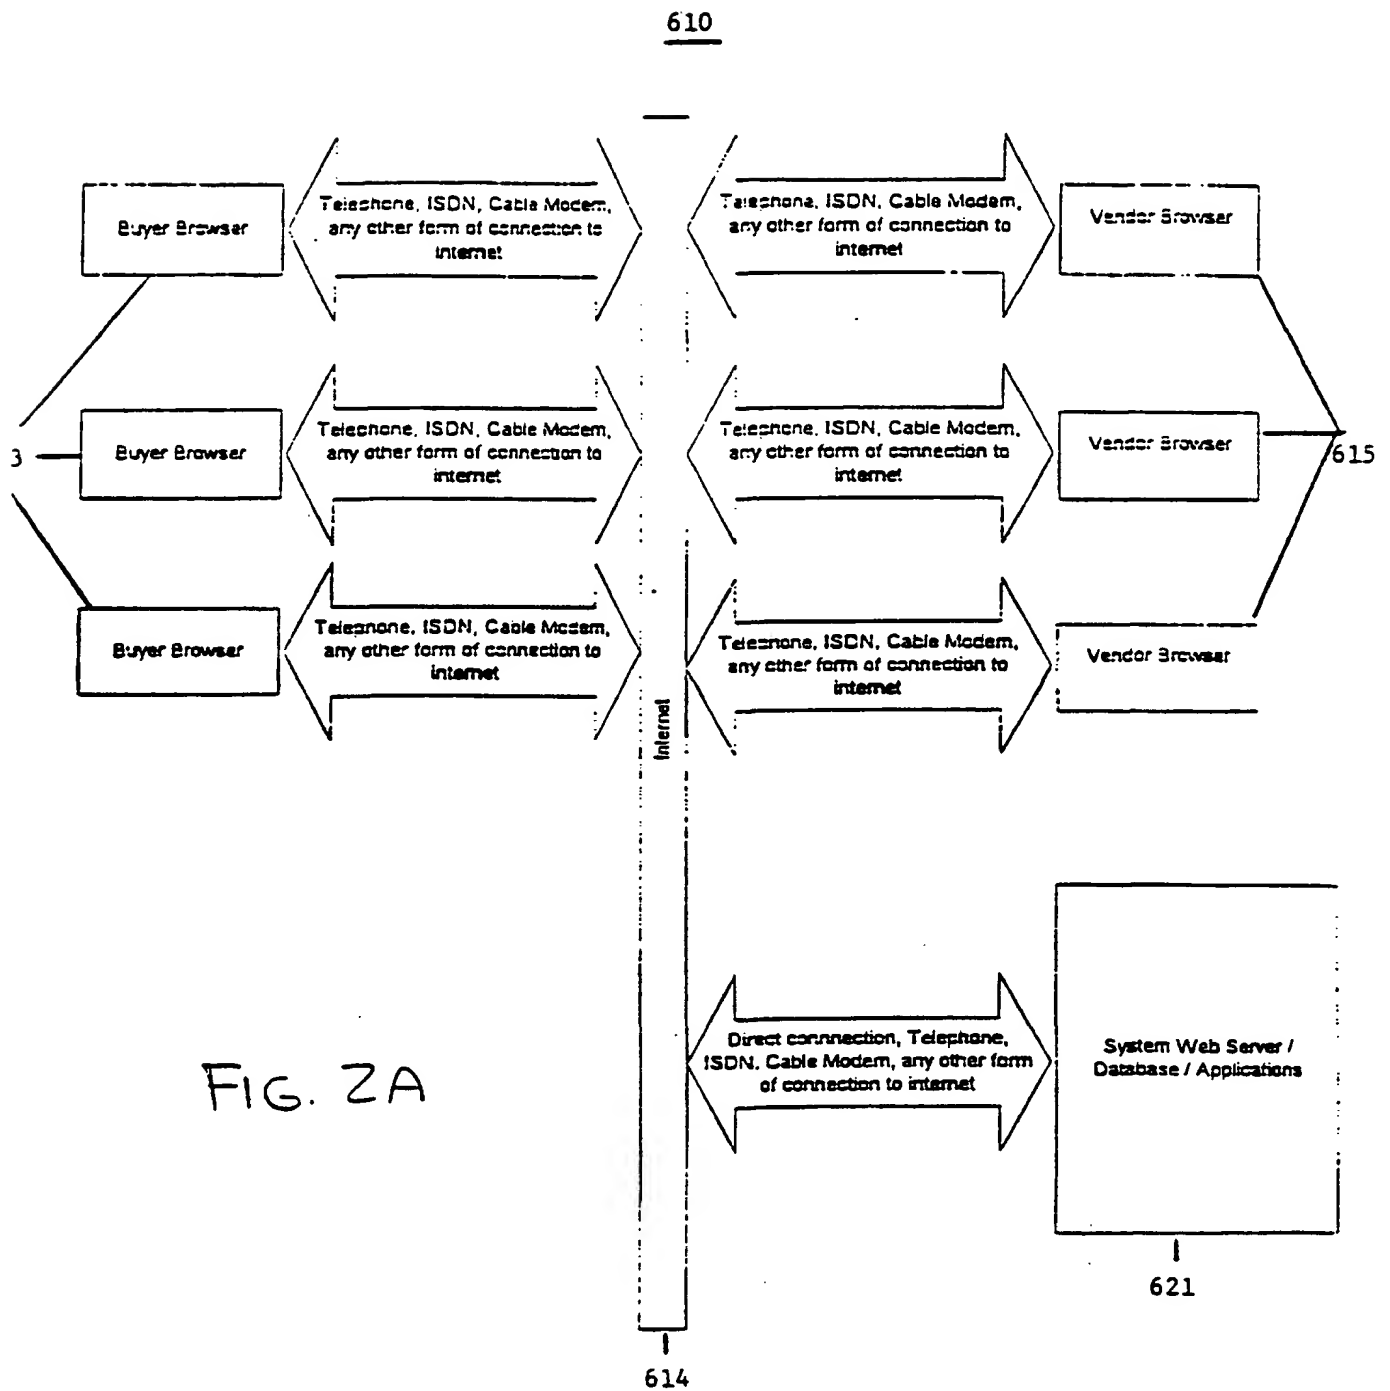 610
Buyer Browser
Telephone, ISDN, Cable Modem,
any other form of connection to
internet
Telephone, ISDN, Cable Modem,
any other form of connection to
internet
Vendor Browser
3
Buyer Browser
Telephone, ISDN, Cable Modem,
any other form of connection to
internet
Telephone, ISDN, Cable Modem,
any other form of connection to
internet
Vendor Browser
615
Buyer Browser
Telephone, ISDN, Cable Modem,
any other form of connection to
internet
Telephone, ISDN, Cable Modem,
any other form of connection to
internet
Vendor Browser
Internet
Direct connnection, Telephone,
ISDN, Cable Modem, any other form
of connection to internet
System Web Server /
Database / Applications
FIG. 2A
621
614